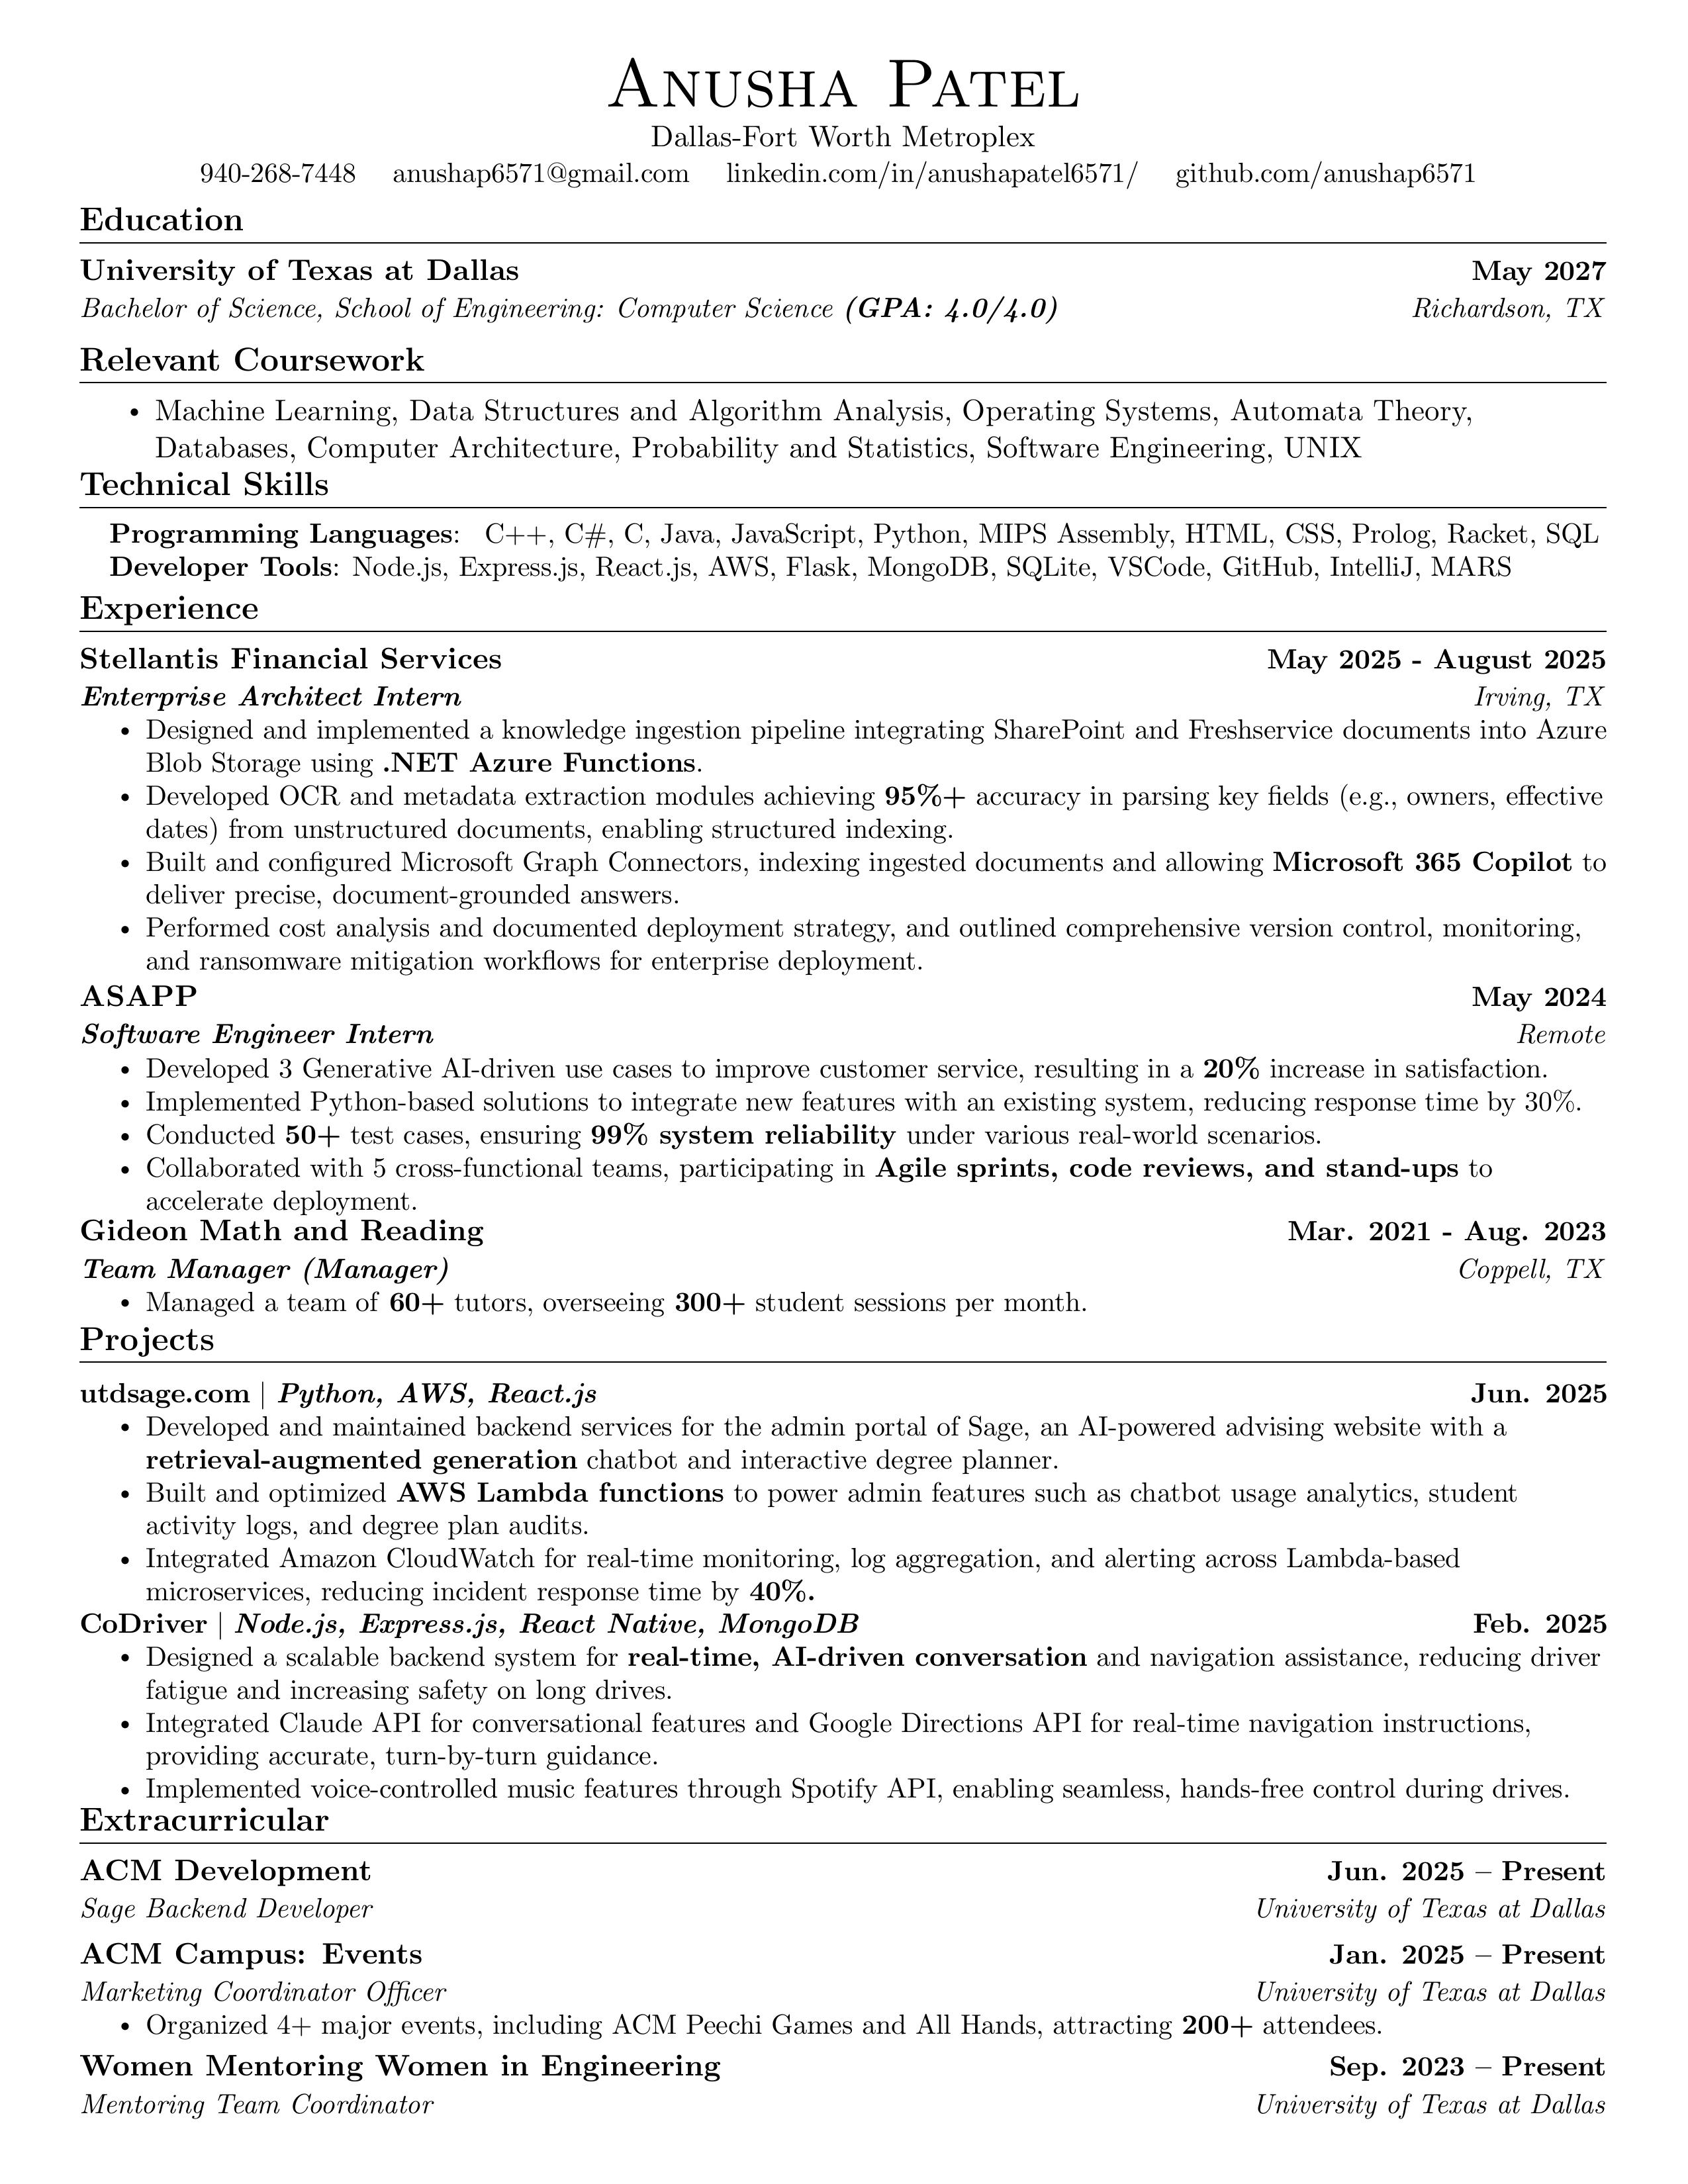 Anusha Patel
Dallas-Fort Worth Metroplex
940-268-7448 anushap6571@gmail.com linkedin.com/in/anushapatel6571/ github.com/anushap6571
Education
University of Texas at Dallas May 2027
Bachelor of Science, School of Engineering: Computer Science (GPA: 4.0/4.0) Richardson, TX
Relevant Coursework
• Machine Learning, Data Structures and Algorithm Analysis, Operating Systems, Automata Theory,
Databases, Computer Architecture, Probability and Statistics, Software Engineering, UNIX
Technical Skills
Programming Languages: C++, C#, C, Java, JavaScript, Python, MIPS Assembly, HTML, CSS, Prolog, Racket, SQL
Developer Tools: Node.js, Express.js, React.js, AWS, Flask, MongoDB, SQLite, VSCode, GitHub, IntelliJ, MARS
Experience
Stellantis Financial Services May 2025 - August 2025
Enterprise Architect Intern Irving, TX
• Designed and implemented a knowledge ingestion pipeline integrating SharePoint and Freshservice documents into Azure
Blob Storage using .NET Azure Functions.
• Developed OCR and metadata extraction modules achieving 95%+ accuracy in parsing key fields (e.g., owners, effective
dates) from unstructured documents, enabling structured indexing.
• Built and configured Microsoft Graph Connectors, indexing ingested documents and allowing Microsoft 365 Copilot to
deliver precise, document-grounded answers.
• Performed cost analysis and documented deployment strategy, and outlined comprehensive version control, monitoring,
and ransomware mitigation workflows for enterprise deployment.
ASAPP May 2024
Software Engineer Intern Remote
• Developed 3 Generative AI-driven use cases to improve customer service, resulting in a 20% increase in satisfaction.
• Implemented Python-based solutions to integrate new features with an existing system, reducing response time by 30%.
• Conducted 50+ test cases, ensuring 99% system reliability under various real-world scenarios.
• Collaborated with 5 cross-functional teams, participating in Agile sprints, code reviews, and stand-ups to
accelerate deployment.
Gideon Math and Reading Mar. 2021 - Aug. 2023
Team Manager (Manager) Coppell, TX
• Managed a team of 60+ tutors, overseeing 300+ student sessions per month.
Projects
utdsage.com | Python, AWS, React.js Jun. 2025
• Developed and maintained backend services for the admin portal of Sage, an AI-powered advising website with a
retrieval-augmented generation chatbot and interactive degree planner.
• Built and optimized AWS Lambda functions to power admin features such as chatbot usage analytics, student
activity logs, and degree plan audits.
• Integrated Amazon CloudWatch for real-time monitoring, log aggregation, and alerting across Lambda-based
microservices, reducing incident response time by 40%.
CoDriver | Node.js, Express.js, React Native, MongoDB Feb. 2025
• Designed a scalable backend system for real-time, AI-driven conversation and navigation assistance, reducing driver
fatigue and increasing safety on long drives.
• Integrated Claude API for conversational features and Google Directions API for real-time navigation instructions,
providing accurate, turn-by-turn guidance.
• Implemented voice-controlled music features through Spotify API, enabling seamless, hands-free control during drives.
Extracurricular
ACM Development Jun. 2025 – Present
Sage Backend Developer University of Texas at Dallas
ACM Campus: Events Jan. 2025 – Present
Marketing Coordinator Officer University of Texas at Dallas
• Organized 4+ major events, including ACM Peechi Games and All Hands, attracting 200+ attendees.
Women Mentoring Women in Engineering Sep. 2023 – Present
Mentoring Team Coordinator University of Texas at Dallas